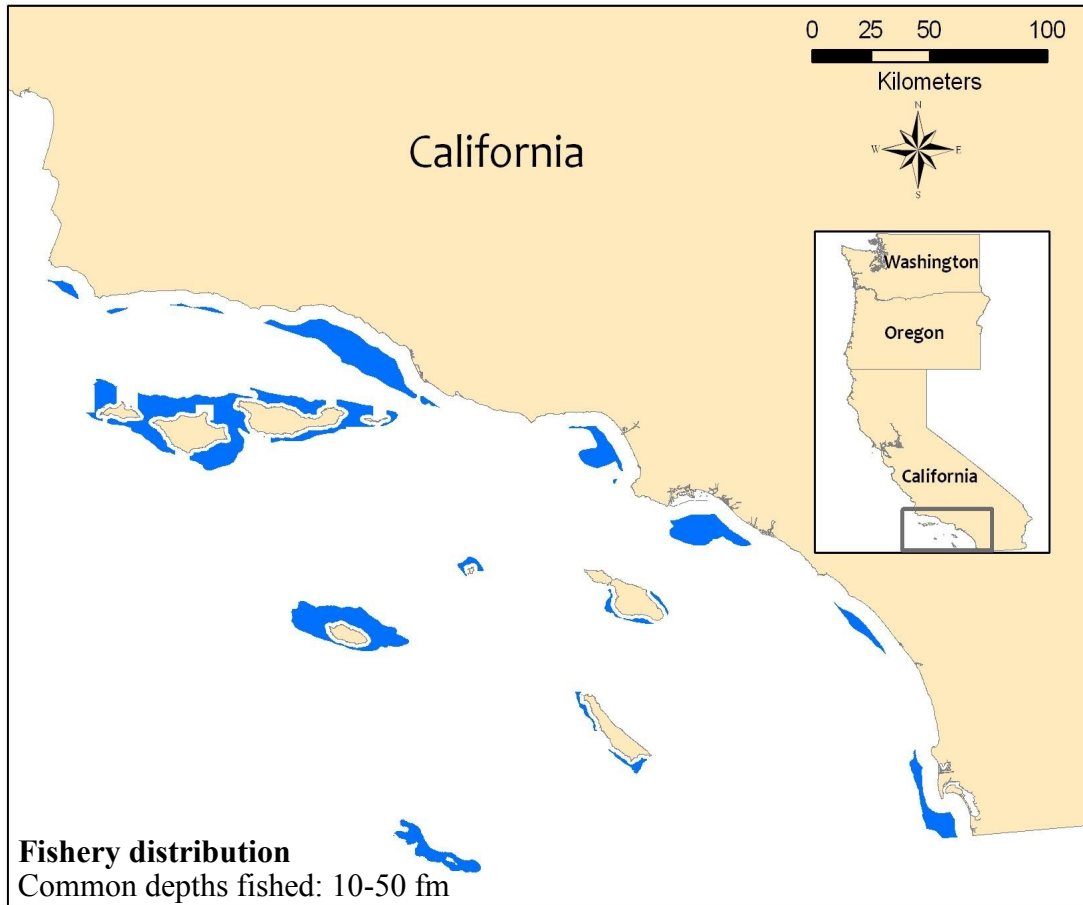 0 25 50 100
Kilometers
N
W E
S
California
Washington
Oregon
California
Fishery distribution
Common depths fished: 10-50 fm